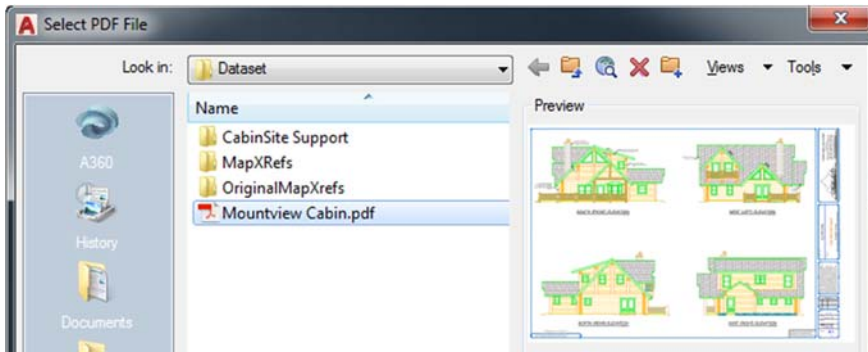 A Select PDF File
Look in: Dataset Views Tools
Name
CabinSite Support
MapXRefs
OriginalMapXrefs
Mountview Cabin.pdf
A360
History
Documents
Preview